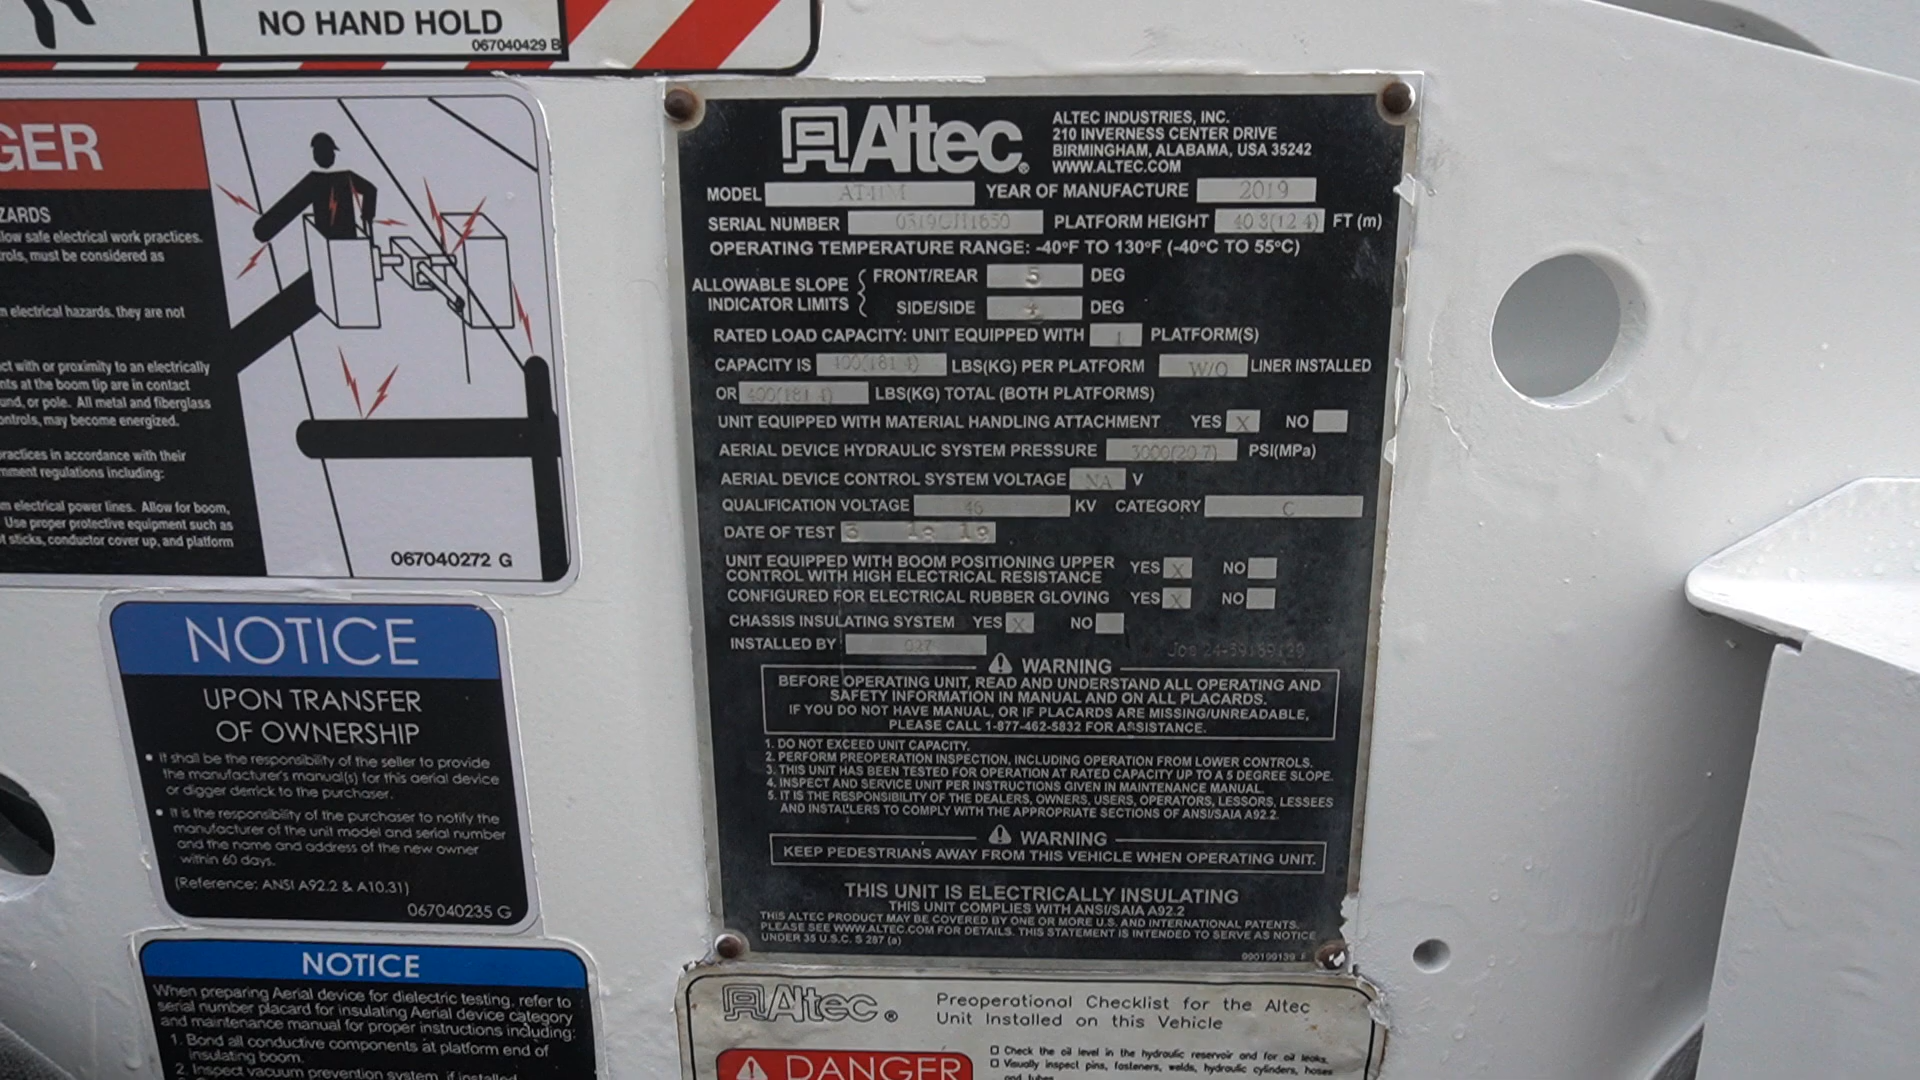 NO HAND HOLD
067040429 B
GER
ZARDS
low safe electrical work practices.
trols, must be considered as
m electrical hazards. they are not
ct with or proximity to an electrically
nts at the boom tip are in contact
und, or pole. All metal and fiberglass
ontrols, may become energized.
practices in accordance with their
nment regulations including:
m electrical power lines. Allow for boom,
Use proper protective equipment such as
t sticks, conductor cover up, and platform
067040272 G
NOTICE
UPON TRANSFER
OF OWNERSHIP
• It shall be the responsibility of the seller to provide
the manufacturer's manual(s) for this aerial device
or digger derrick to the purchaser.
• It is the responsibility of the purchaser to notify the
manufacturer of the unit model and serial number
and the name and address of the new owner
within 60 days.
(Reference: ANSI A92.2 & A10.31)
067040235 G
NOTICE
When preparing Aerial device for dielectric testing, refer to
serial number placard for insulating Aerial device category
and maintenance manual for proper instructions including:
1. Bond all conductive components at platform end of
insulating boom.
2. Inspect vacuum prevention system, if installed
Altec®
ALTEC INDUSTRIES, INC.
210 INVERNESS CENTER DRIVE
BIRMINGHAM, ALABAMA, USA 35242
WWW.ALTEC.COM
MODEL AT41M YEAR OF MANUFACTURE 2019
SERIAL NUMBER PLATFORM HEIGHT 40.8(12.4) FT (m)
OPERATING TEMPERATURE RANGE: -40°F TO 130°F (-40°C TO 55°C)
ALLOWABLE SLOPE INDICATOR LIMITS { FRONT/REAR 5 DEG
SIDE/SIDE DEG
RATED LOAD CAPACITY: UNIT EQUIPPED WITH 1 PLATFORM(S)
CAPACITY IS 400(181.4) LBS(KG) PER PLATFORM W/O LINER INSTALLED
OR 400(181.4) LBS(KG) TOTAL (BOTH PLATFORMS)
UNIT EQUIPPED WITH MATERIAL HANDLING ATTACHMENT YES X NO
AERIAL DEVICE HYDRAULIC SYSTEM PRESSURE 3000(20.7) PSI(MPa)
AERIAL DEVICE CONTROL SYSTEM VOLTAGE NA V
QUALIFICATION VOLTAGE 46 KV CATEGORY C
DATE OF TEST 3 19 19
UNIT EQUIPPED WITH BOOM POSITIONING UPPER
CONTROL WITH HIGH ELECTRICAL RESISTANCE YES X NO
CONFIGURED FOR ELECTRICAL RUBBER GLOVING YES X NO
CHASSIS INSULATING SYSTEM YES X NO
INSTALLED BY 027
WARNING
BEFORE OPERATING UNIT, READ AND UNDERSTAND ALL OPERATING AND
SAFETY INFORMATION IN MANUAL AND ON ALL PLACARDS.
IF YOU DO NOT HAVE MANUAL, OR IF PLACARDS ARE MISSING/UNREADABLE,
PLEASE CALL 1-877-462-5832 FOR ASSISTANCE.
1. DO NOT EXCEED UNIT CAPACITY.
2. PERFORM PREOPERATION INSPECTION, INCLUDING OPERATION FROM LOWER CONTROLS.
3. THIS UNIT HAS BEEN TESTED FOR OPERATION AT RATED CAPACITY UP TO A 5 DEGREE SLOPE.
4. INSPECT AND SERVICE UNIT PER INSTRUCTIONS GIVEN IN MAINTENANCE MANUAL.
5. IT IS THE RESPONSIBILITY OF THE DEALERS, OWNERS, USERS, OPERATORS, LESSORS, LESSEES
AND INSTALLERS TO COMPLY WITH THE APPROPRIATE SECTIONS OF ANSI/SAIA A92.2.
WARNING
KEEP PEDESTRIANS AWAY FROM THIS VEHICLE WHEN OPERATING UNIT.
THIS UNIT IS ELECTRICALLY INSULATING
THIS UNIT COMPLIES WITH ANSI/SAIA A92.2
THIS ALTEC PRODUCT MAY BE COVERED BY ONE OR MORE U.S. AND INTERNATIONAL PATENTS.
PLEASE SEE WWW.ALTEC.COM FOR DETAILS. THIS STATEMENT IS INTENDED TO SERVE AS NOTICE
UNDER 35 U.S.C. S 287 (a)
Altec®
Preoperational Checklist for the Altec
Unit Installed on this Vehicle
DANGER
Check the oil level in the hydraulic reservoir and for oil leaks.
Visually inspect pins, fasteners, welds, hydraulic cylinders, hoses
and tubes